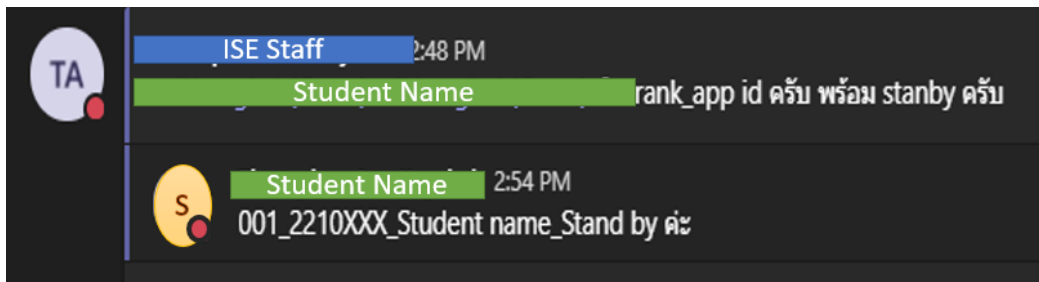 TA
ISE Staff 2:48 PM
Student Name rank_app id ครับ พร้อม stanby ครับ
S
Student Name 2:54 PM
001_2210XXX_Student name_Stand by ค่ะ